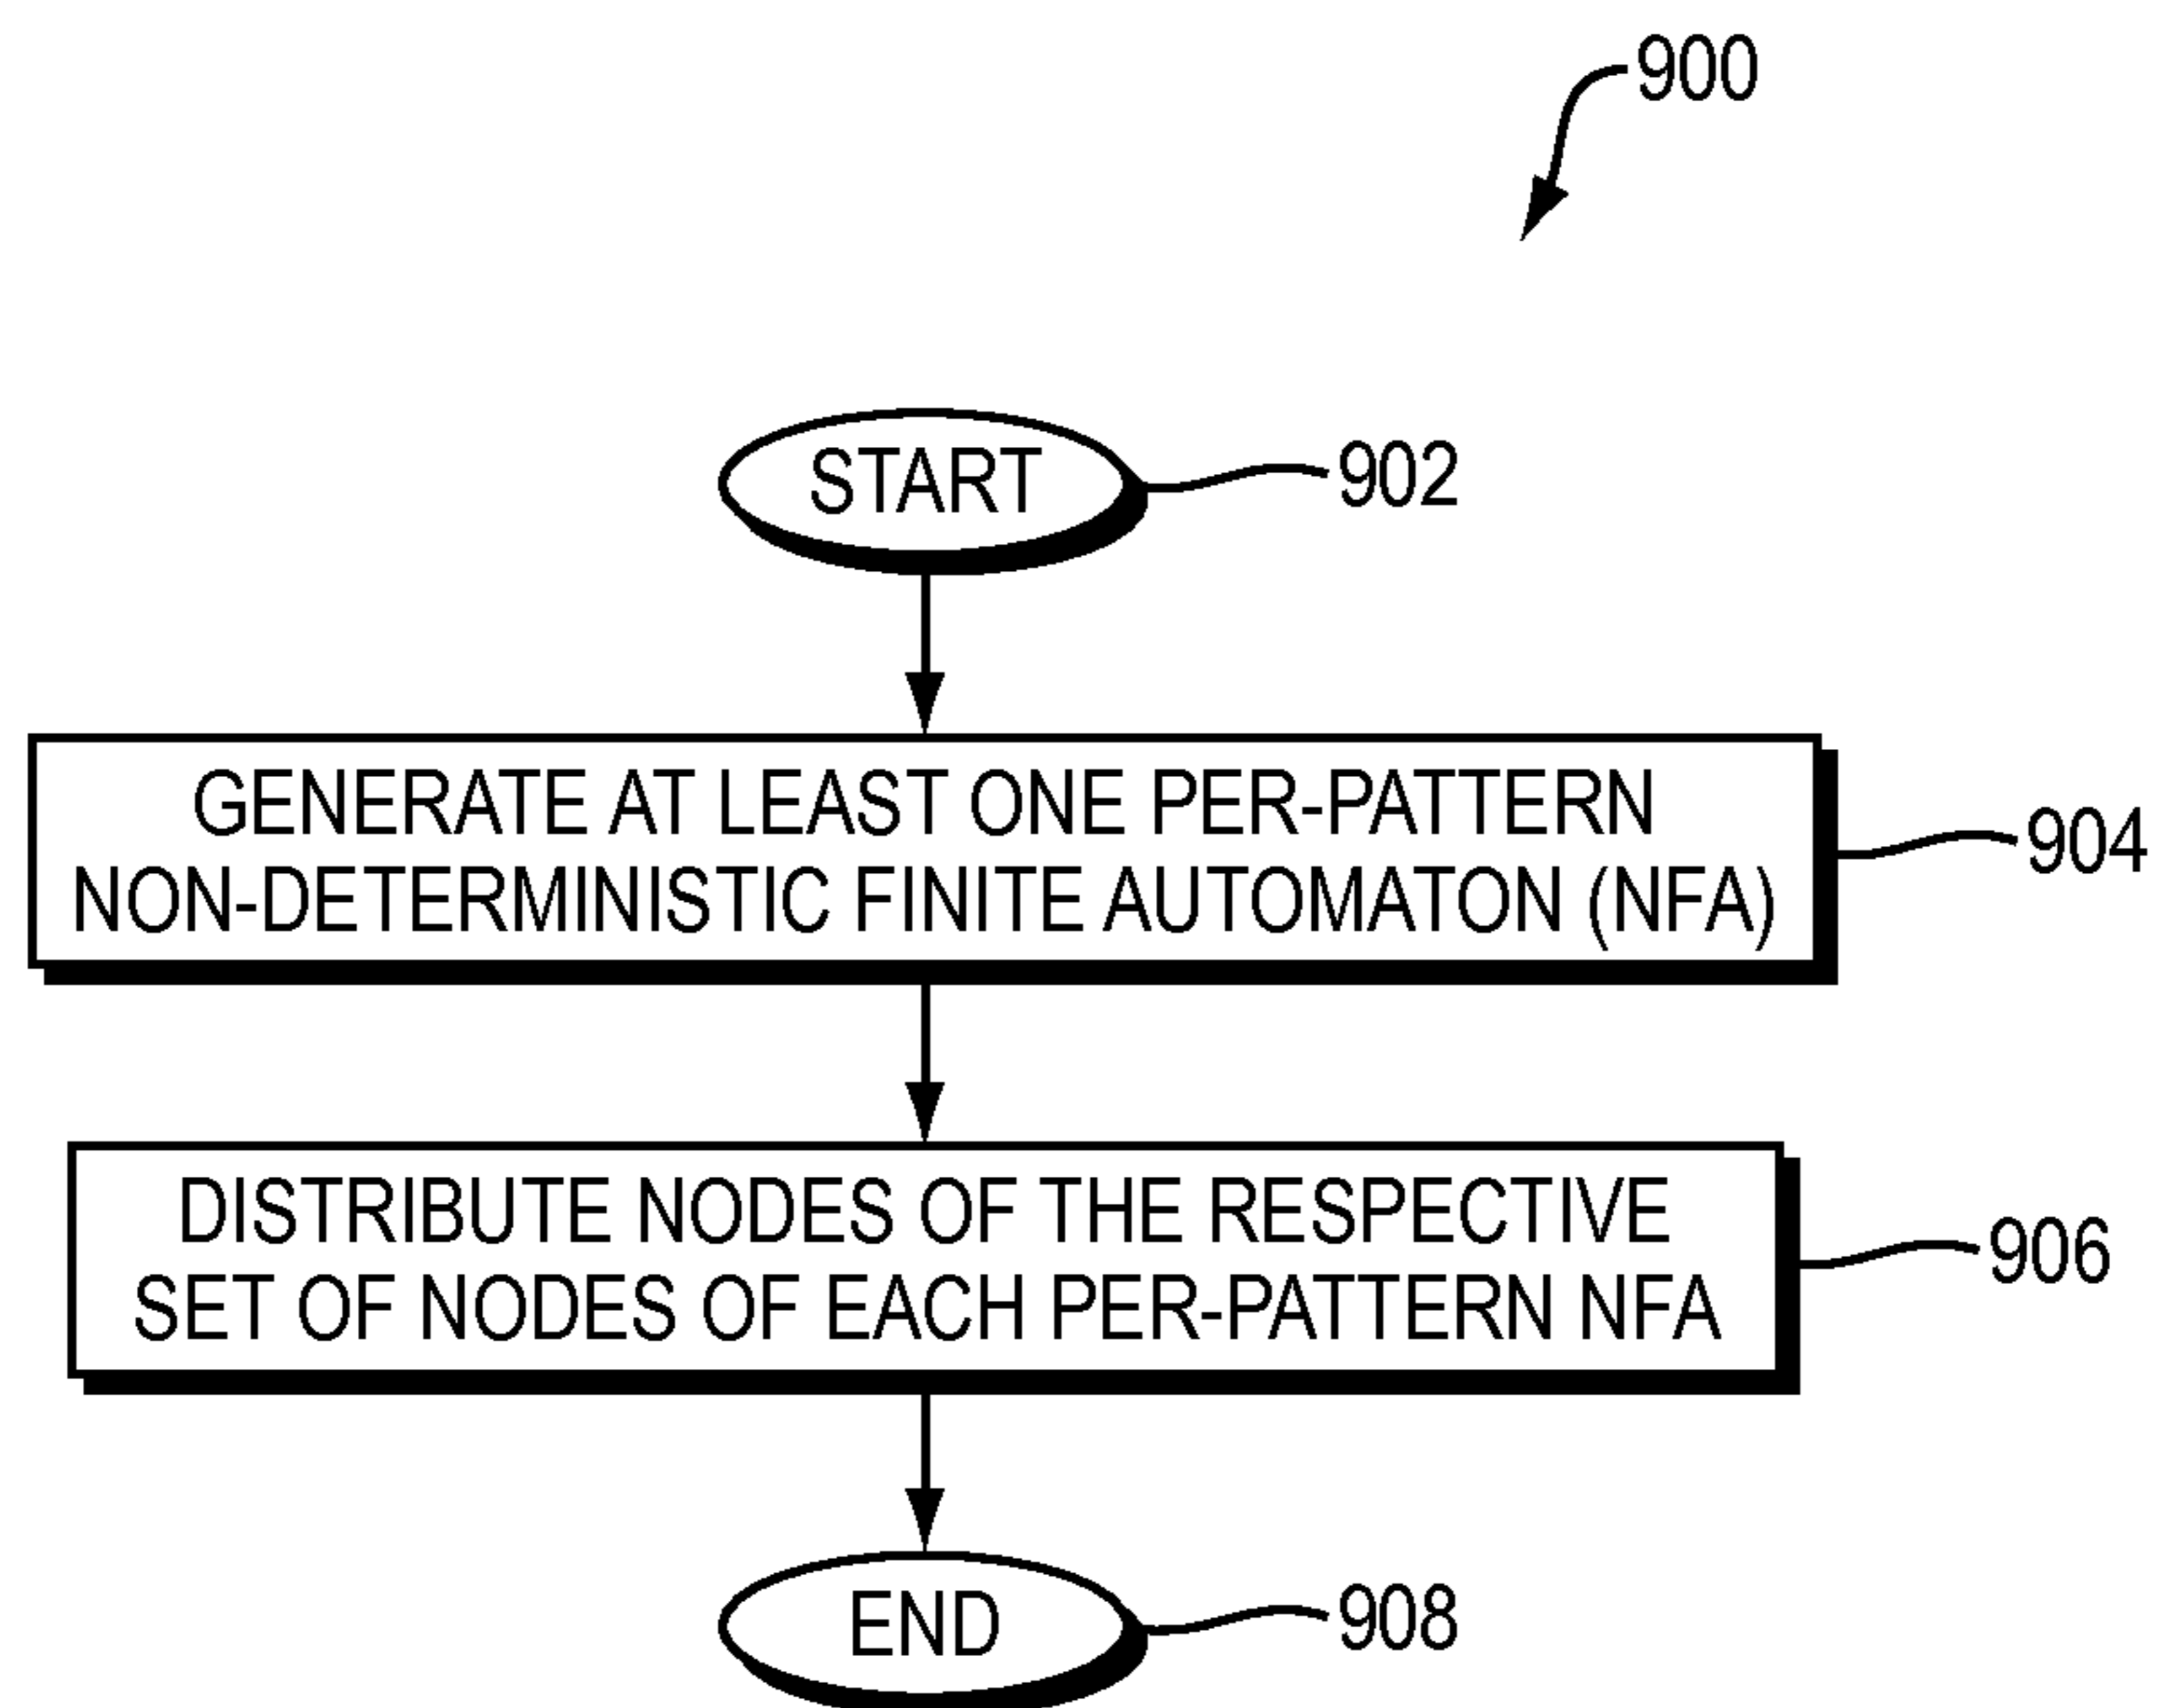 900
START
902
GENERATE AT LEAST ONE PER-PATTERN
NON-DETERMINISTIC FINITE AUTOMATON (NFA)
904
DISTRIBUTE NODES OF THE RESPECTIVE
SET OF NODES OF EACH PER-PATTERN NFA
906
END
908